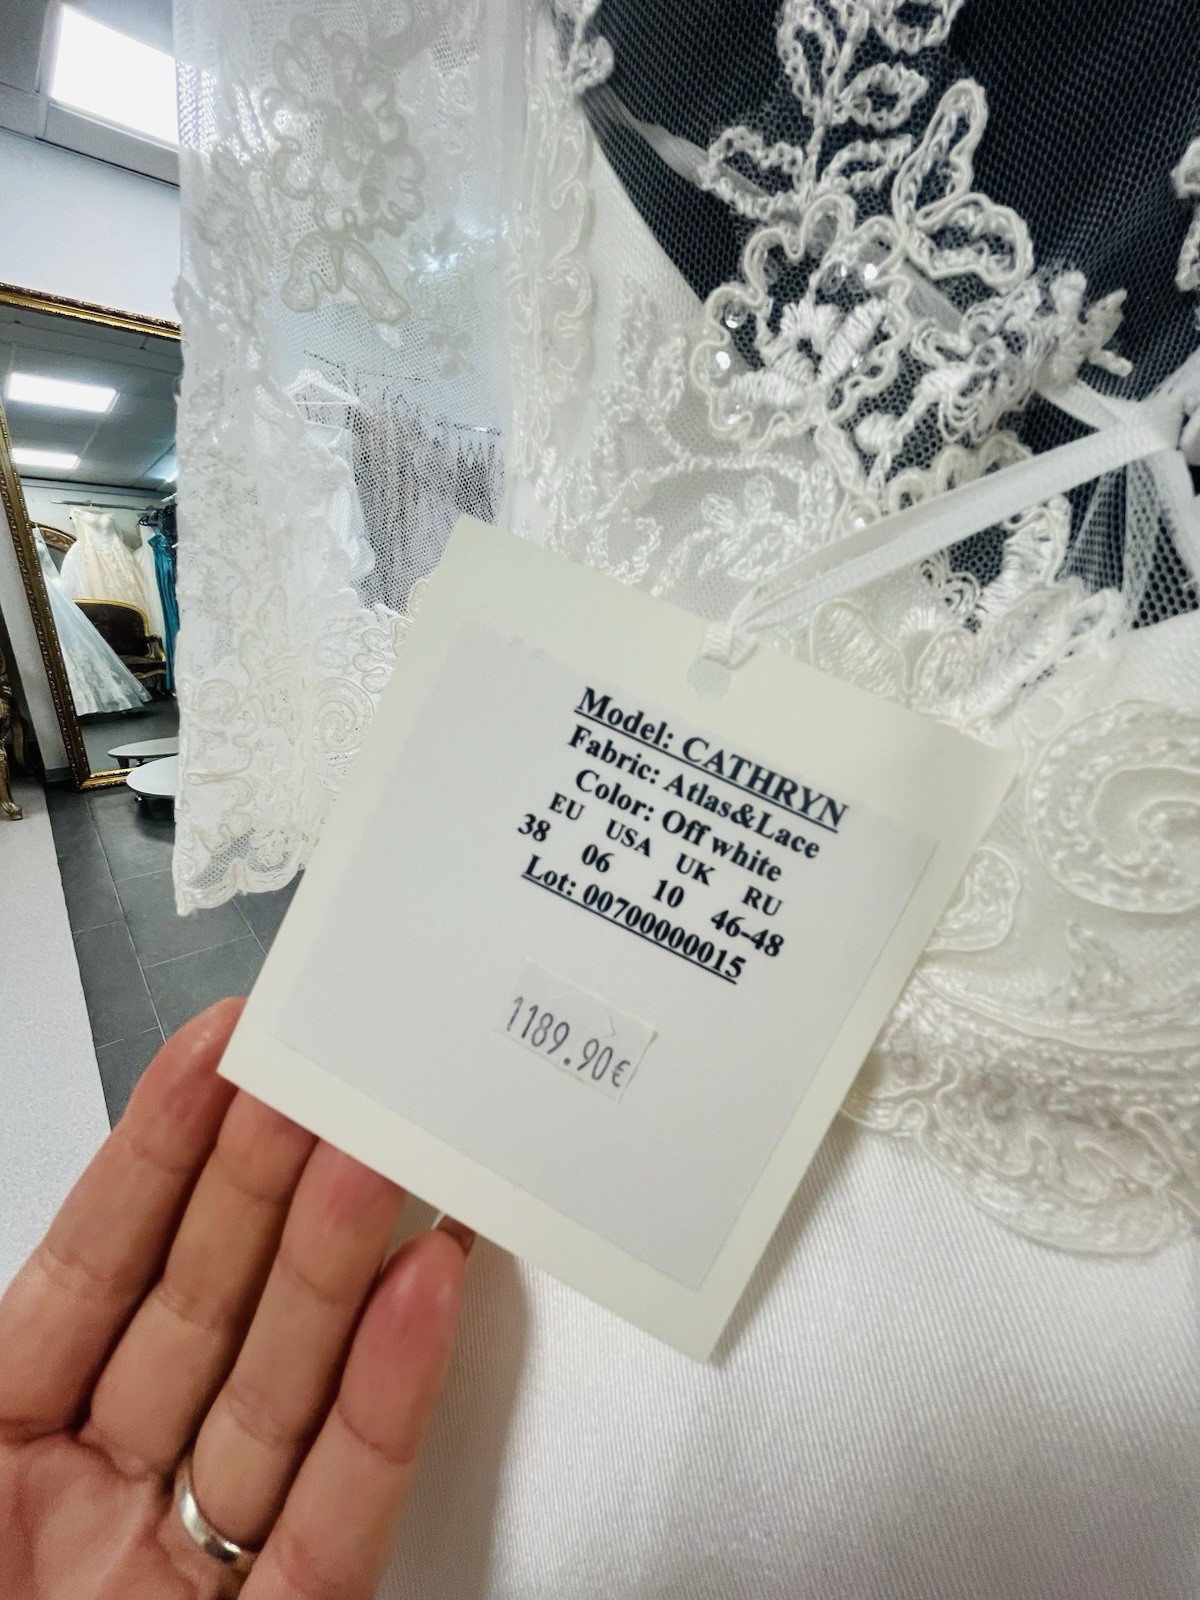 Model: CATHRYN
Fabric: Atlas&Lace
Color: Off white
EU USA UK RU
38 06 10 46-48
Lot: 00700000015
1189.90€